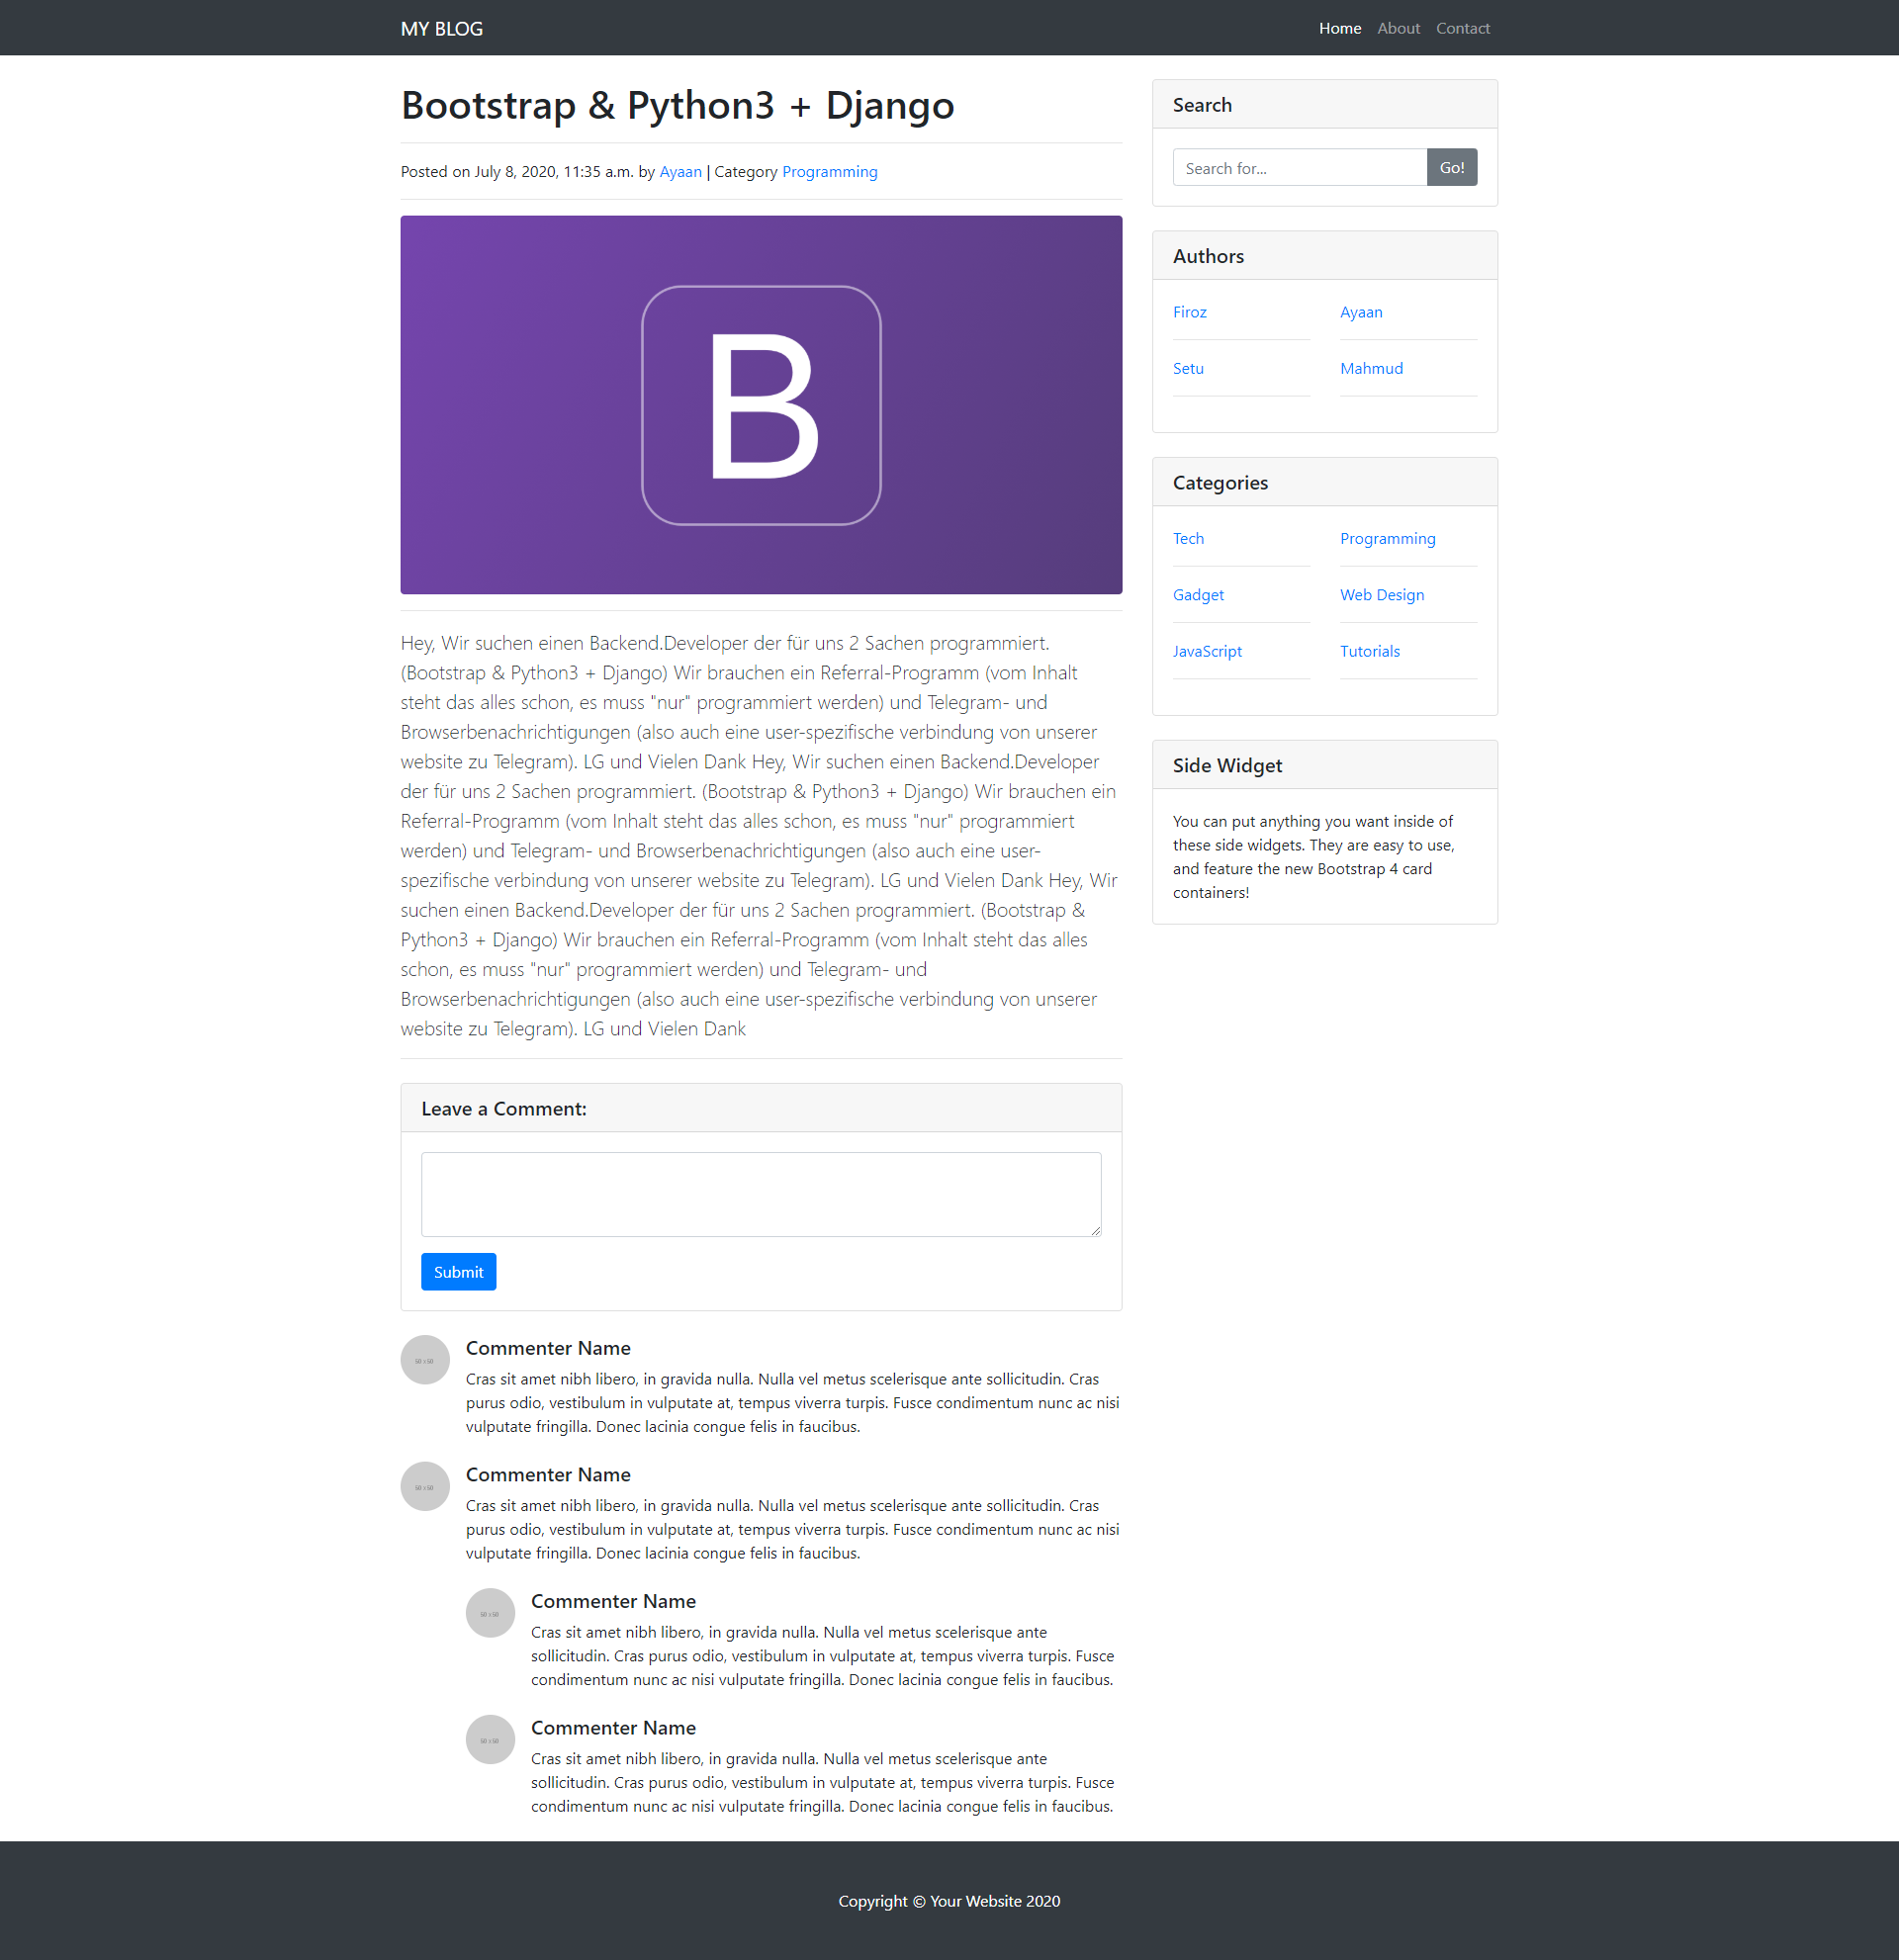 MY BLOG
Home About Contact
Bootstrap & Python3 + Django
Posted on July 8, 2020, 11:35 a.m. by Ayaan | Category Programming
B
Hey, Wir suchen einen Backend.Developer der für uns 2 Sachen programmiert.
(Bootstrap & Python3 + Django) Wir brauchen ein Referral-Programm (vom Inhalt
steht das alles schon, es muss "nur" programmiert werden) und Telegram- und
Browserbenachrichtigungen (also auch eine user-spezifische verbindung von unserer
website zu Telegram). LG und Vielen Dank Hey, Wir suchen einen Backend.Developer
der für uns 2 Sachen programmiert. (Bootstrap & Python3 + Django) Wir brauchen ein
Referral-Programm (vom Inhalt steht das alles schon, es muss "nur" programmiert
werden) und Telegram- und Browserbenachrichtigungen (also auch eine user-
spezifische verbindung von unserer website zu Telegram). LG und Vielen Dank Hey, Wir
suchen einen Backend.Developer der für uns 2 Sachen programmiert. (Bootstrap &
Python3 + Django) Wir brauchen ein Referral-Programm (vom Inhalt steht das alles
schon, es muss "nur" programmiert werden) und Telegram- und
Browserbenachrichtigungen (also auch eine user-spezifische verbindung von unserer
website zu Telegram). LG und Vielen Dank
Leave a Comment:
Submit
50 x 50
Commenter Name
Cras sit amet nibh libero, in gravida nulla. Nulla vel metus scelerisque ante sollicitudin. Cras
purus odio, vestibulum in vulputate at, tempus viverra turpis. Fusce condimentum nunc ac nisi
vulputate fringilla. Donec lacinia congue felis in faucibus.
50 x 50
Commenter Name
Cras sit amet nibh libero, in gravida nulla. Nulla vel metus scelerisque ante sollicitudin. Cras
purus odio, vestibulum in vulputate at, tempus viverra turpis. Fusce condimentum nunc ac nisi
vulputate fringilla. Donec lacinia congue felis in faucibus.
50 x 50
Commenter Name
Cras sit amet nibh libero, in gravida nulla. Nulla vel metus scelerisque ante
sollicitudin. Cras purus odio, vestibulum in vulputate at, tempus viverra turpis. Fusce
condimentum nunc ac nisi vulputate fringilla. Donec lacinia congue felis in faucibus.
50 x 50
Commenter Name
Cras sit amet nibh libero, in gravida nulla. Nulla vel metus scelerisque ante
sollicitudin. Cras purus odio, vestibulum in vulputate at, tempus viverra turpis. Fusce
condimentum nunc ac nisi vulputate fringilla. Donec lacinia congue felis in faucibus.
Search
Search for... Go!
Authors
Firoz Ayaan
Setu Mahmud
Categories
Tech Programming
Gadget Web Design
JavaScript Tutorials
Side Widget
You can put anything you want inside of
these side widgets. They are easy to use,
and feature the new Bootstrap 4 card
containers!
Copyright © Your Website 2020